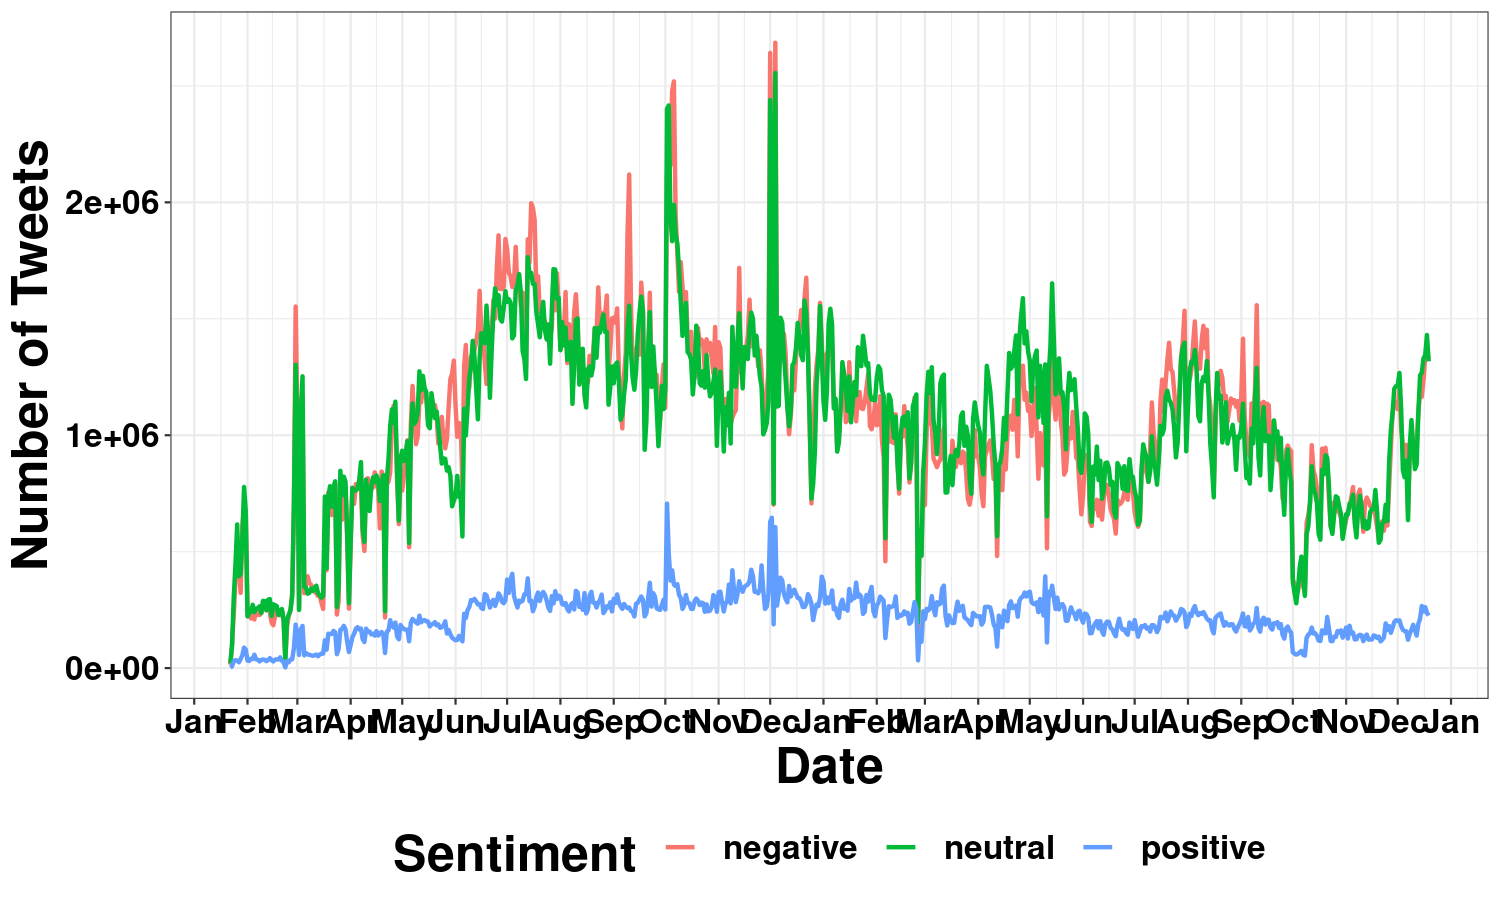 Number of Tweets
2e+06
1e+06
0e+00
Jan Feb Mar Apr May Jun Jul Aug Sep Oct Nov Dec Jan Feb Mar Apr May Jun Jul Aug Sep Oct Nov Dec Jan
Date
Sentiment negative neutral positive